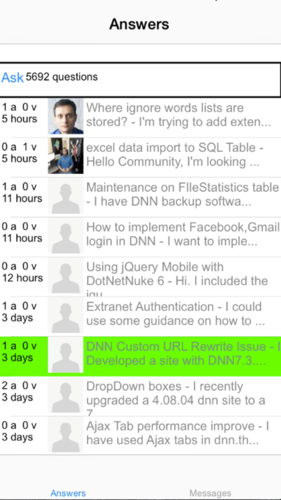 Answers
Ask 5692 questions
1 a 0 v
5 hours
Where ignore words lists are
stored? - I'm trying to add exten...
0 a 1 v
5 hours
excel data import to SQL Table -
Hello Community, I'm looking ...
1 a 0 v
11 hours
Maintenance on FIleStatistics table
- I have DNN backup softwa...
0 a 0 v
11 hours
How to implement Facebook,Gmail
login in DNN - I want to imple...
0 a 0 v
12 hours
Using jQuery Mobile with
DotNetNuke 6 - Hi. I included the
jqu
1 a 0 v
3 days
Extranet Authentication - I could
use some guidance on how to ...
1 a 0 v
3 days
DNN Custom URL Rewrite Issue - I
Developed a site with DNN7.3....
2 a 0 v
3 days
DropDown boxes - I recently
upgraded a 4.08.04 dnn site to a
7
0 a 0 v
3 days
Ajax Tab performance improve - I
have used Ajax tabs in dnn.th...
Answers
Messages